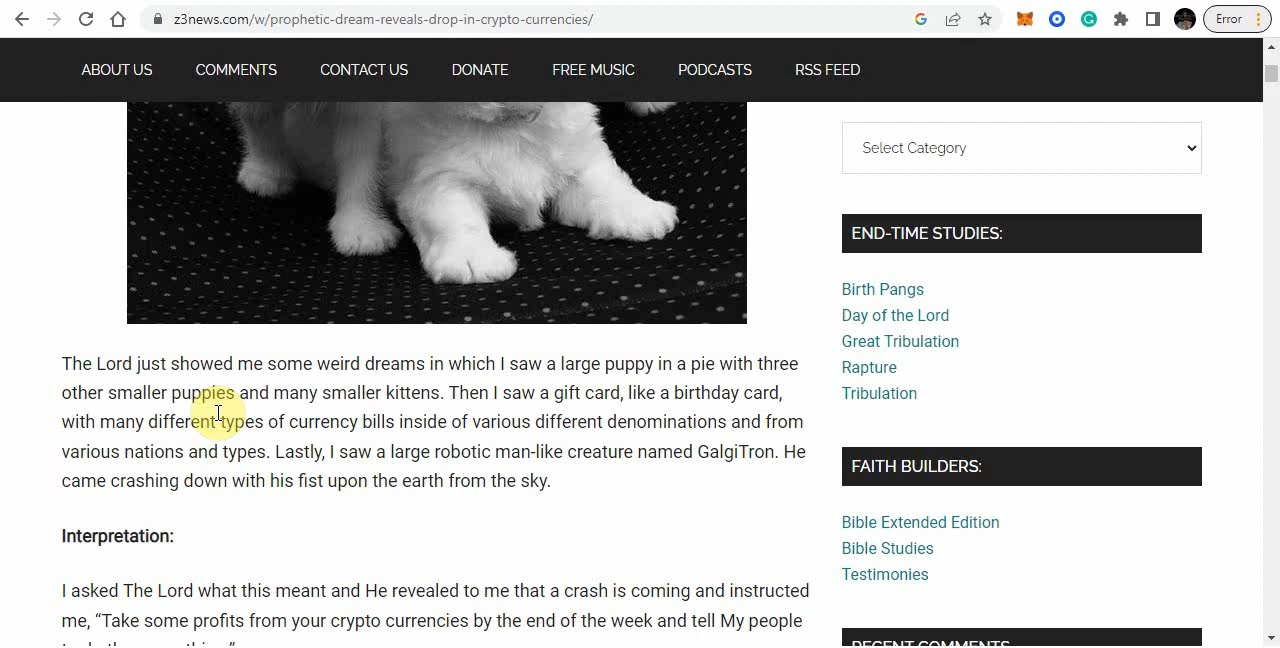 z3news.com/w/prophetic-dream-reveals-drop-in-crypto-currencies/
Error
ABOUT US
COMMENTS
CONTACT US
DONATE
FREE MUSIC
PODCASTS
RSS FEED
The Lord just showed me some weird dreams in which I saw a large puppy in a pie with three
other smaller puppies and many smaller kittens. Then I saw a gift card, like a birthday card,
with many different types of currency bills inside of various different denominations and from
various nations and types. Lastly, I saw a large robotic man-like creature named GalgiTron. He
came crashing down with his fist upon the earth from the sky.
Interpretation:
I asked The Lord what this meant and He revealed to me that a crash is coming and instructed
me, “Take some profits from your crypto currencies by the end of the week and tell My people
Select Category
END-TIME STUDIES:
Birth Pangs
Day of the Lord
Great Tribulation
Rapture
Tribulation
FAITH BUILDERS:
Bible Extended Edition
Bible Studies
Testimonies
RECENT COMMENTS